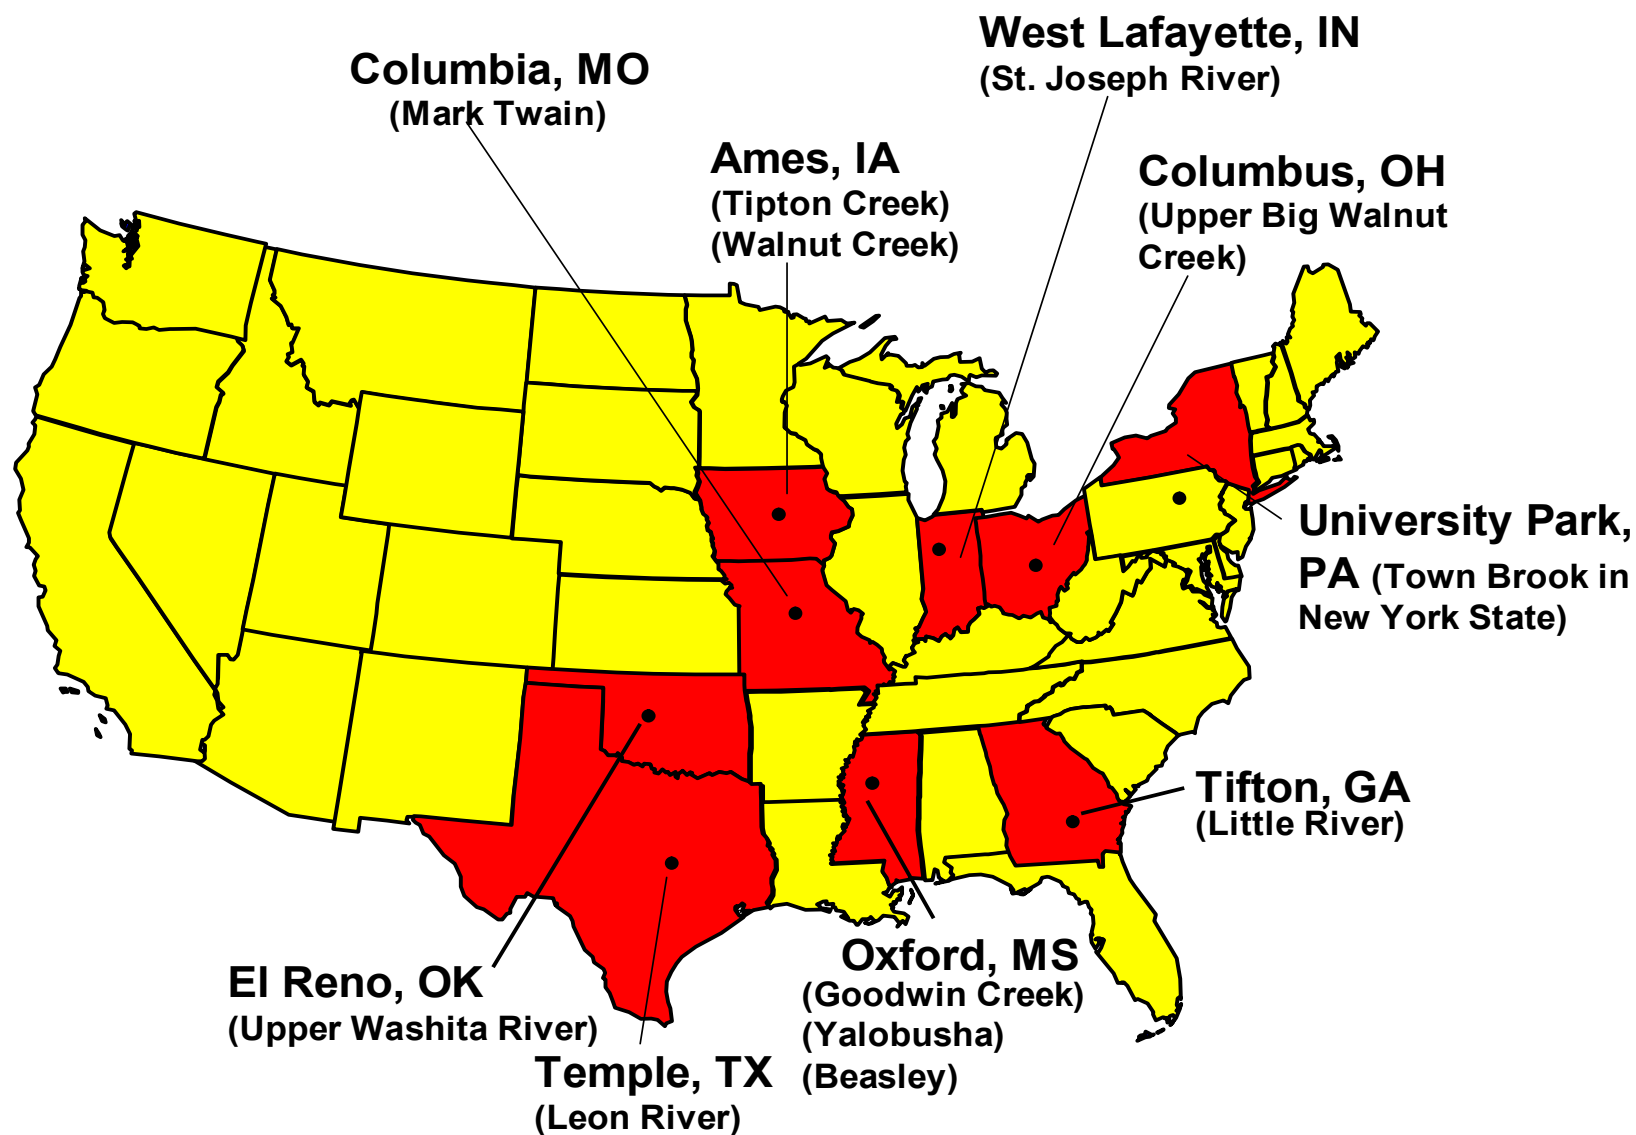 West Lafayette, IN
(St. Joseph River)
Columbia, MO
(Mark Twain)
Ames, IA
(Tipton Creek)
(Walnut Creek)
Columbus, OH
(Upper Big Walnut
Creek)
University Park,
PA (Town Brook in
New York State)
Tifton, GA
(Little River)
Oxford, MS
(Goodwin Creek)
(Yalobusha)
(Beasley)
El Reno, OK
(Upper Washita River)
Temple, TX
(Leon River)